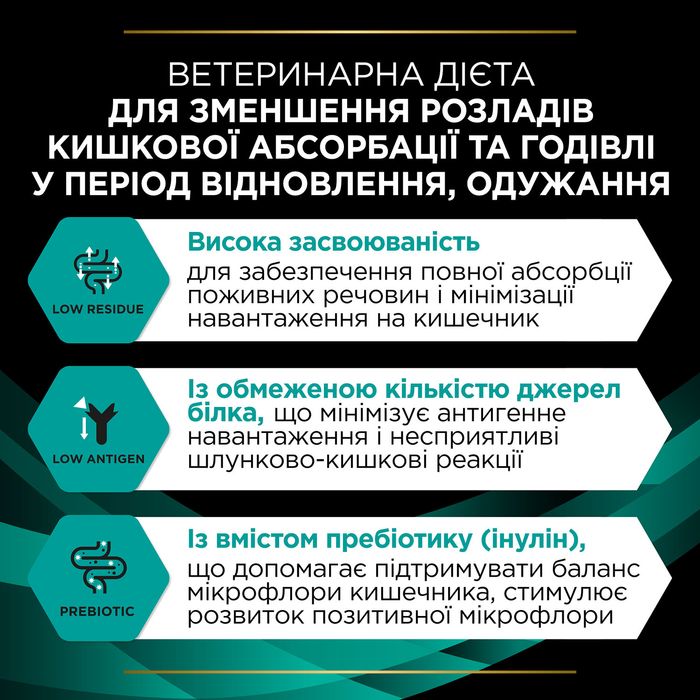 ВЕТЕРИНАРНА ДІЄТА
ДЛЯ ЗМЕНШЕННЯ РОЗЛАДІВ
КИШКОВОЇ АБСОРБАЦІЇ ТА ГОДІВЛІ
У ПЕРІОД ВІДНОВЛЕННЯ, ОДУЖАННЯ
LOW RESIDUE
Висока засвоюваність
для забезпечення повної абсорбції
поживних речовин і мінімізації
навантаження на кишечник
LOW ANTIGEN
Із обмеженою кількістю джерел
білка, що мінімізує антигенне
навантаження і несприятливі
шлунково-кишкові реакції
PREBIOTIC
Із вмістом пребіотику (інулін),
що допомагає підтримувати баланс
мікрофлори кишечника, стимулює
розвиток позитивної мікрофлори